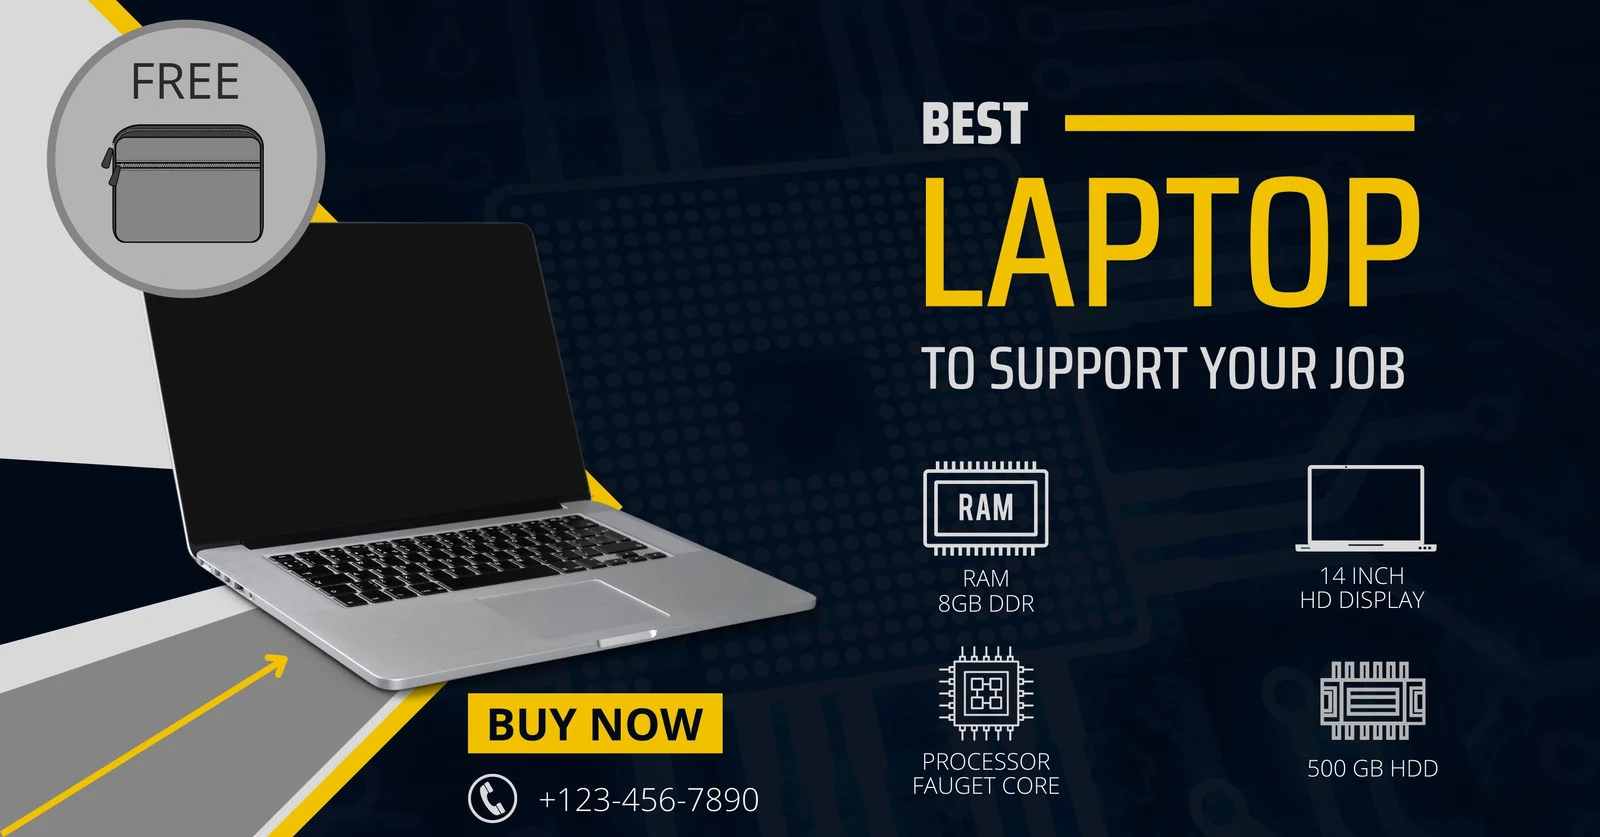 FREE
BEST
LAPTOP
TO SUPPORT YOUR JOB
RAM
RAM
8GB DDR
14 INCH
HD DISPLAY
PROCESSOR
FAUGET CORE
500 GB HDD
BUY NOW
+123-456-7890